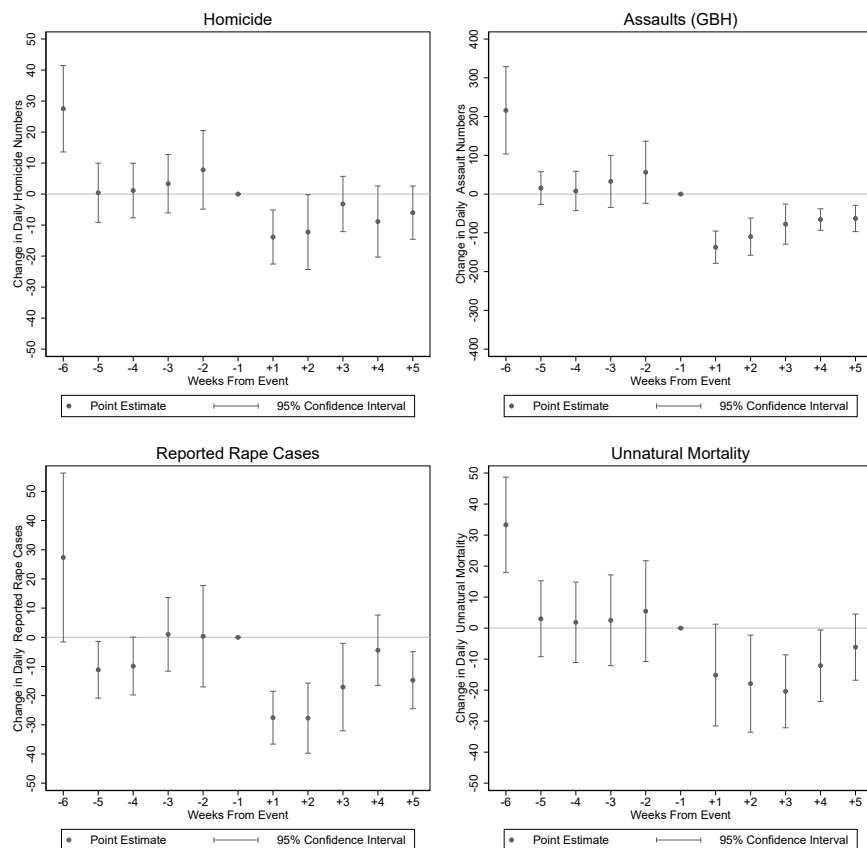 Homicide
Change in Daily Homicide Numbers
50
40
30
20
10
0
-10
-20
-30
-40
-50
-6 -5 -4 -3 -2 -1 +1 +2 +3 +4 +5
Weeks From Event
Point Estimate 95% Confidence Interval
Assaults (GBH)
Change in Daily Assault Numbers
400
300
200
100
0
-100
-200
-300
-400
-6 -5 -4 -3 -2 -1 +1 +2 +3 +4 +5
Weeks From Event
Point Estimate 95% Confidence Interval
Reported Rape Cases
Change in Daily Reported Rape Cases
50
40
30
20
10
0
-10
-20
-30
-40
-50
-6 -5 -4 -3 -2 -1 +1 +2 +3 +4 +5
Weeks From Event
Point Estimate 95% Confidence Interval
Unnatural Mortality
Change in Daily Unnatural Mortality
50
40
30
20
10
0
-10
-20
-30
-40
-50
-6 -5 -4 -3 -2 -1 +1 +2 +3 +4 +5
Weeks From Event
Point Estimate 95% Confidence Interval